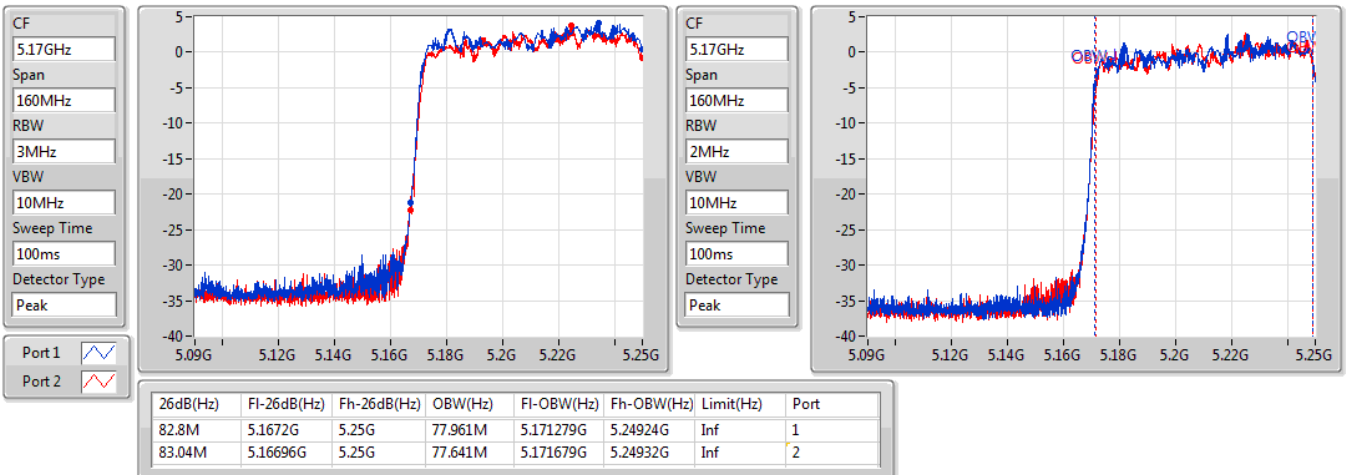 CF
5.17GHz
Span
160MHz
RBW
3MHz
VBW
10MHz
Sweep Time
100ms
Detector Type
Peak
Port 1
Port 2
5-
0-
-5-
-10-
-15-
-20-
-25-
-30-
-35-
-40-
5.09G 5.12G 5.14G 5.16G 5.18G 5.2G 5.22G 5.25G
CF
5.17GHz
Span
160MHz
RBW
2MHz
VBW
10MHz
Sweep Time
100ms
Detector Type
Peak
5-
0-
-5-
-10-
-15-
-20-
-25-
-30-
-35-
-40-
OBW
OBW
5.09G 5.12G 5.14G 5.16G 5.18G 5.2G 5.22G 5.25G
26dB(Hz) Fl-26dB(Hz) Fh-26dB(Hz) OBW(Hz) Fl-OBW(Hz) Fh-OBW(Hz) Limit(Hz) Port
82.8M 5.1672G 5.25G 77.961M 5.171279G 5.24924G Inf 1
83.04M 5.16696G 5.25G 77.641M 5.171679G 5.24932G Inf 2